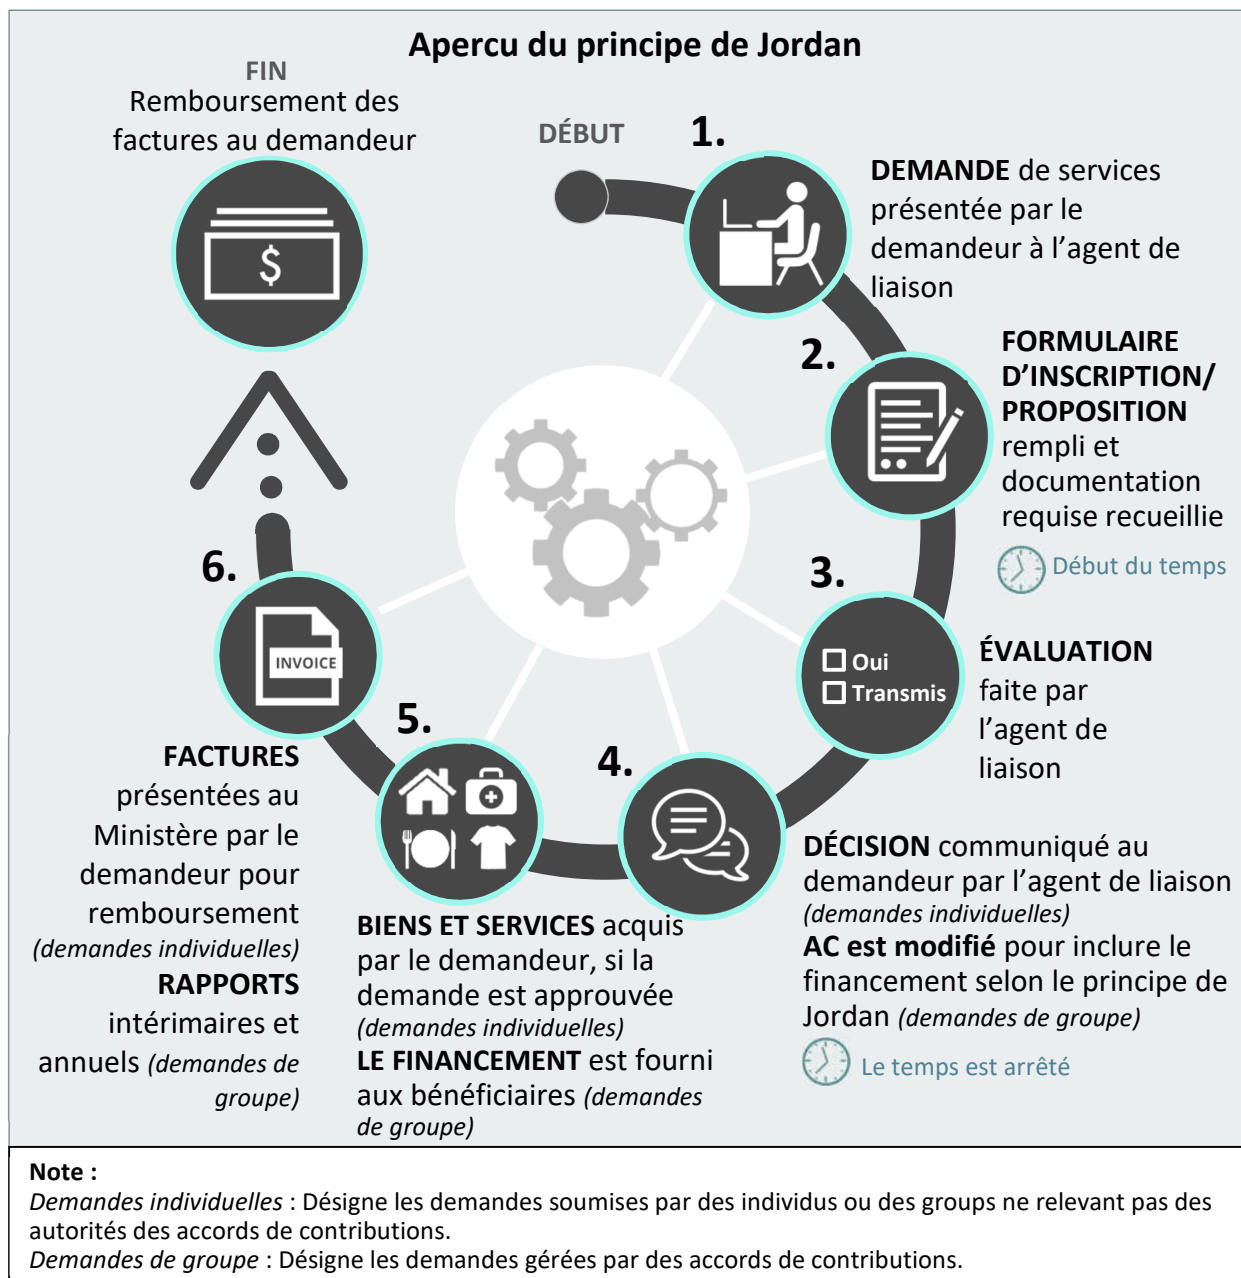 Apercu du principe de Jordan
FIN
Remboursement des
factures au demandeur
$
DÉBUT
1.
DEMANDE de services
présentée par le
demandeur à l’agent de
liaison
2.
FORMULAIRE
D’INSCRIPTION/
PROPOSITION
rempli et
documentation
requise recueillie
Début du temps
3.
Oui
Transmis
ÉVALUATION
faite par
l’agent de
liaison
4.
DÉCISION communiqué au
demandeur par l’agent de liaison
(demandes individuelles)
AC est modifié pour inclure le
financement selon le principe de
Jordan (demandes de groupe)
Le temps est arrêté
5.
BIENS ET SERVICES acquis
par le demandeur, si la
demande est approuvée
(demandes individuelles)
LE FINANCEMENT est fourni
aux bénéficiaires (demandes
de groupe)
6.
INVOICE
FACTURES
présentées au
Ministère par le
demandeur pour
remboursement
(demandes individuelles)
RAPPORTS
intérimaires et
annuels (demandes de
groupe)
Note :
Demandes individuelles : Désigne les demandes soumises par des individus ou des groups ne relevant pas des
autorités des accords de contributions.
Demandes de groupe : Désigne les demandes gérées par des accords de contributions.